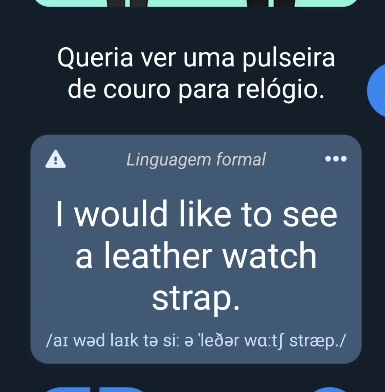 Queria ver uma pulseira
de couro para relógio.
Linguagem formal
I would like to see
a leather watch
strap.
/aɪ wəd laɪk tə siː ə ˈleðər wɑːtʃ stræp./